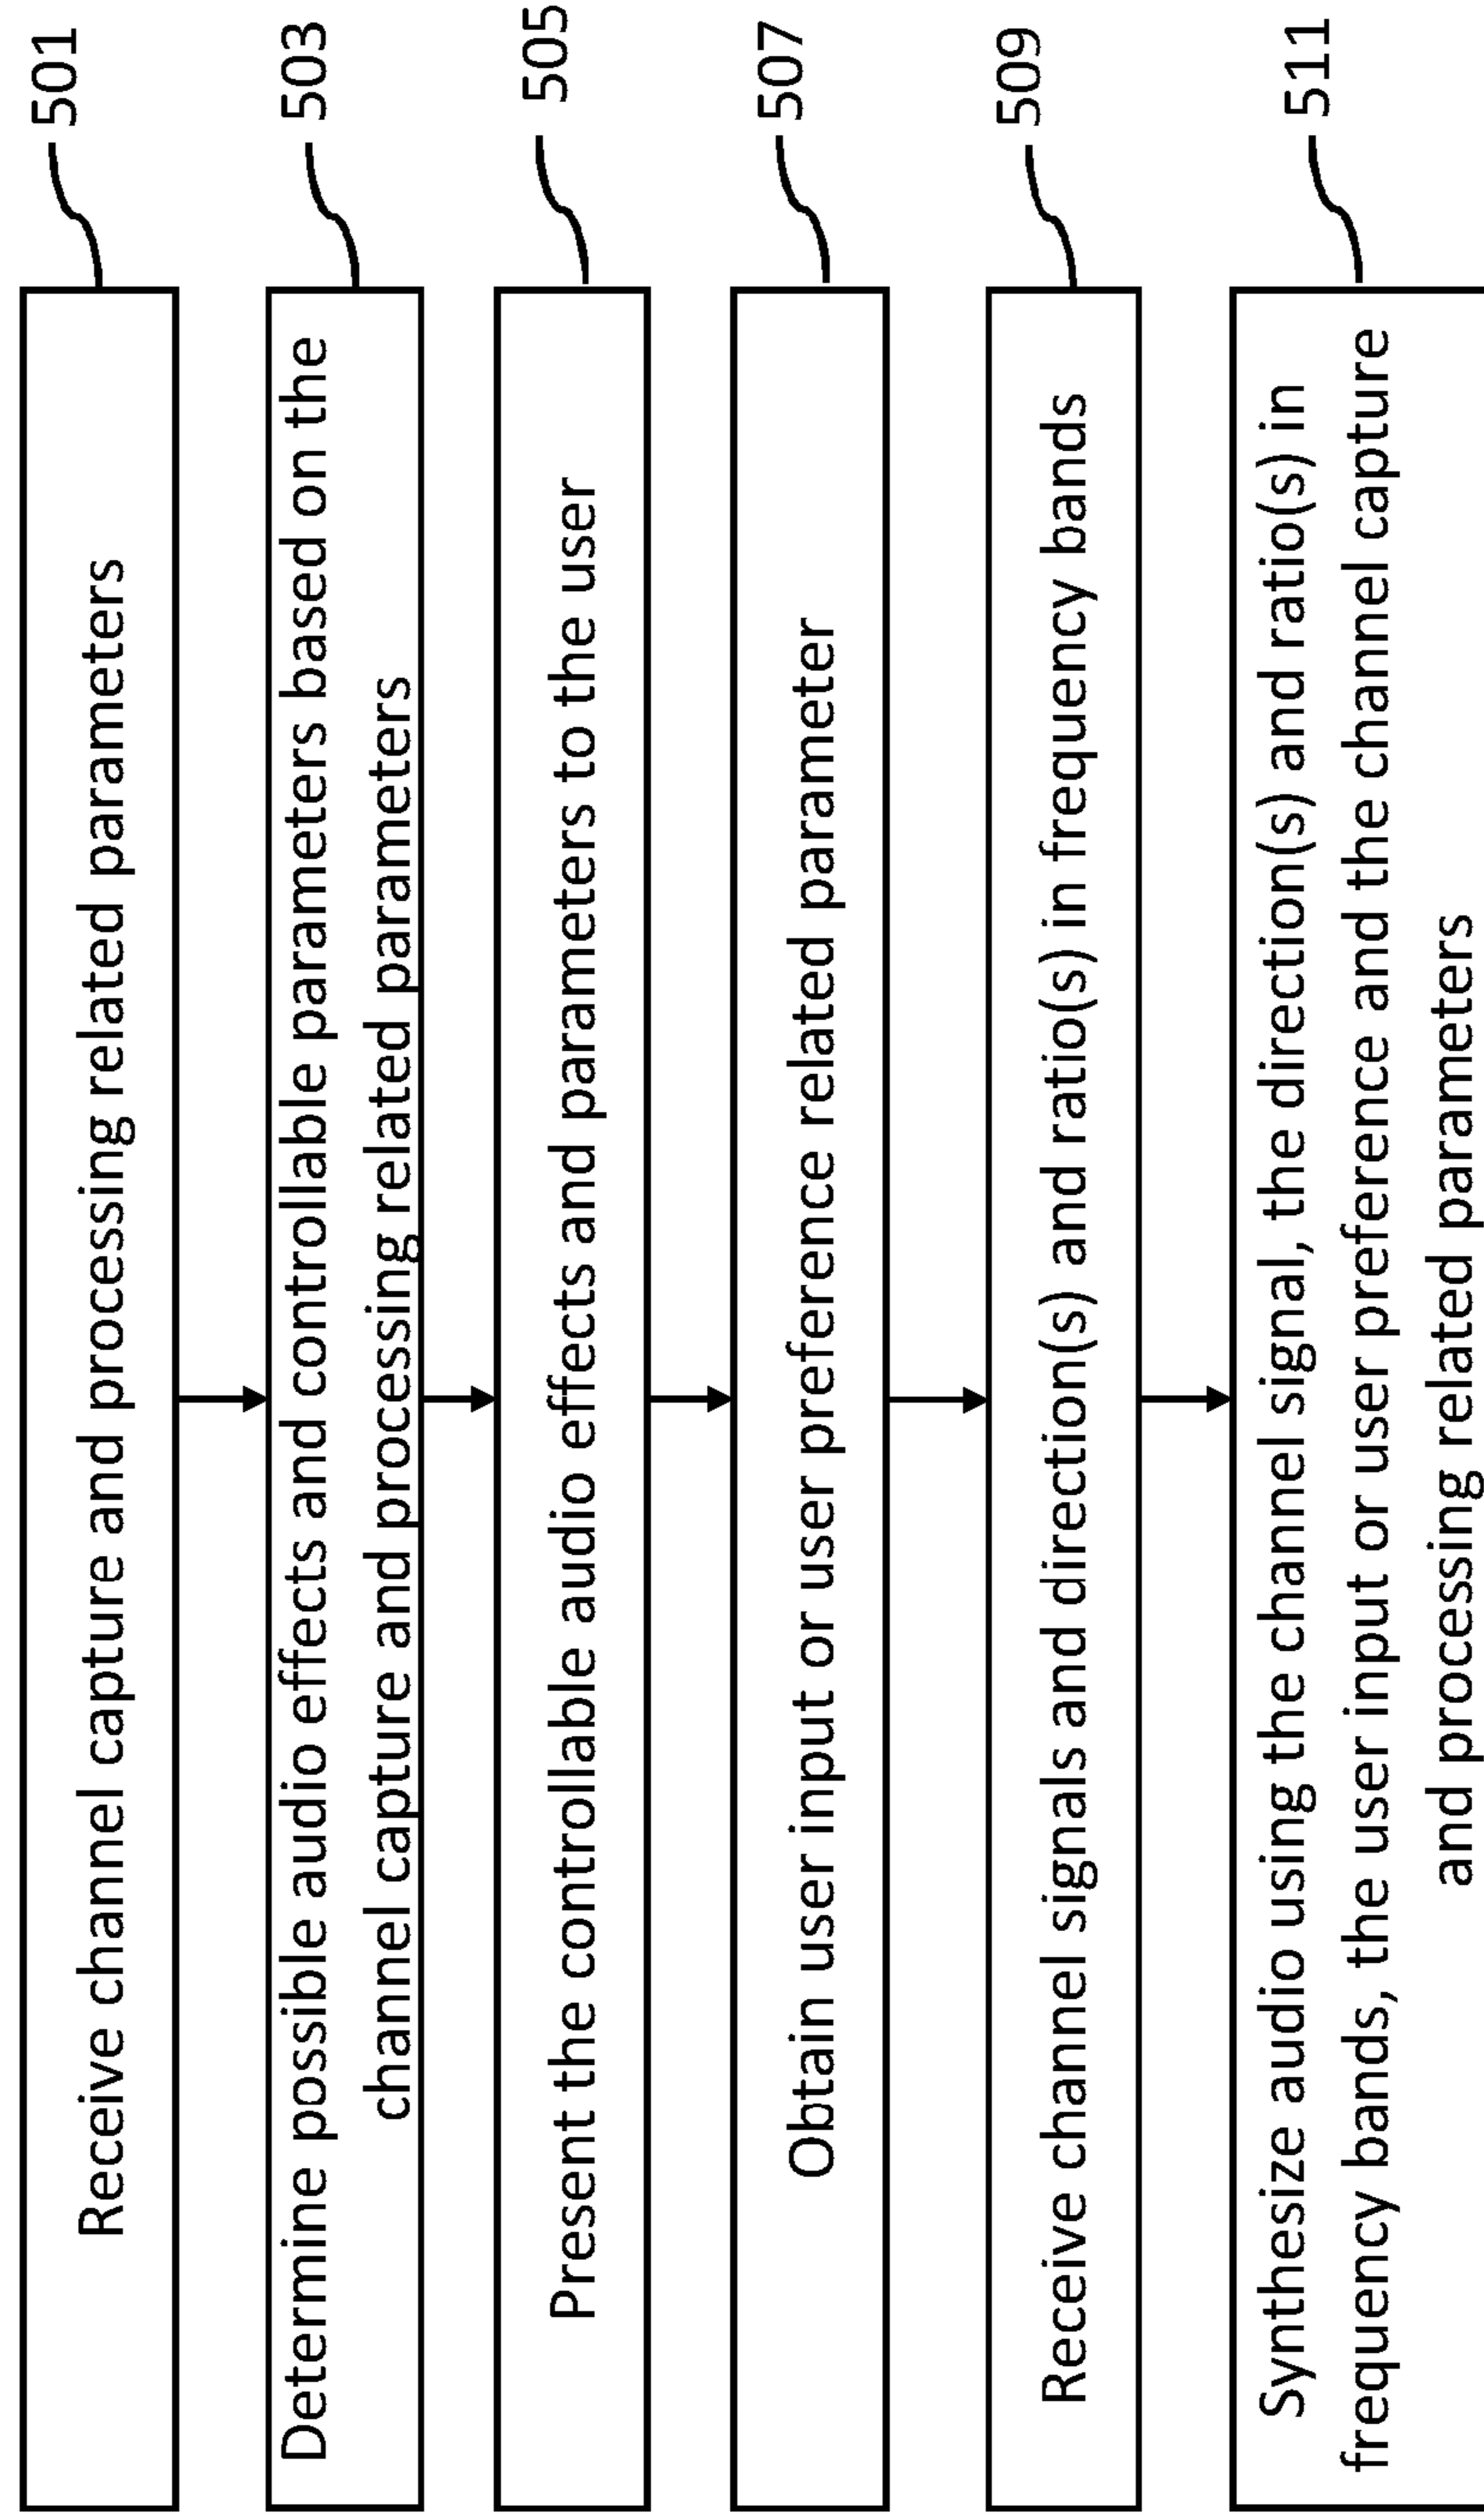 Receive channel capture and processing related parameters
501
Determine possible audio effects and controllable parameters based on the
channel capture and processing related parameters
503
Present the controllable audio effects and parameters to the user
505
Obtain user input or user preference related parameter
507
Receive channel signals and direction(s) and ratio(s) in frequency bands
509
Synthesize audio using the channel signal, the direction(s) and ratio(s) in
frequency bands, the user input or user preference and the channel capture
and processing related parameters
511